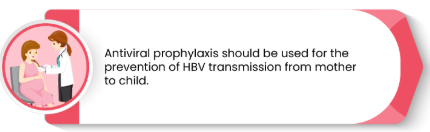 Antiviral prophylaxis should be used for the
prevention of HBV transmission from mother
to child.